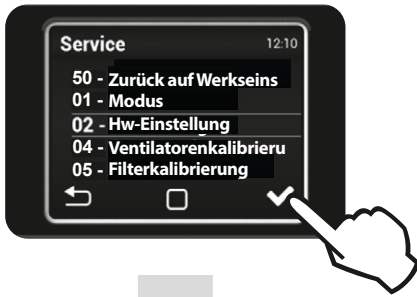 Service 12:10
50 - Zurück auf Werkseins
01 - Modus
02 - Hw-Einstellung
04 - Ventilatorenkalibrieru
05 - Filterkalibrierung